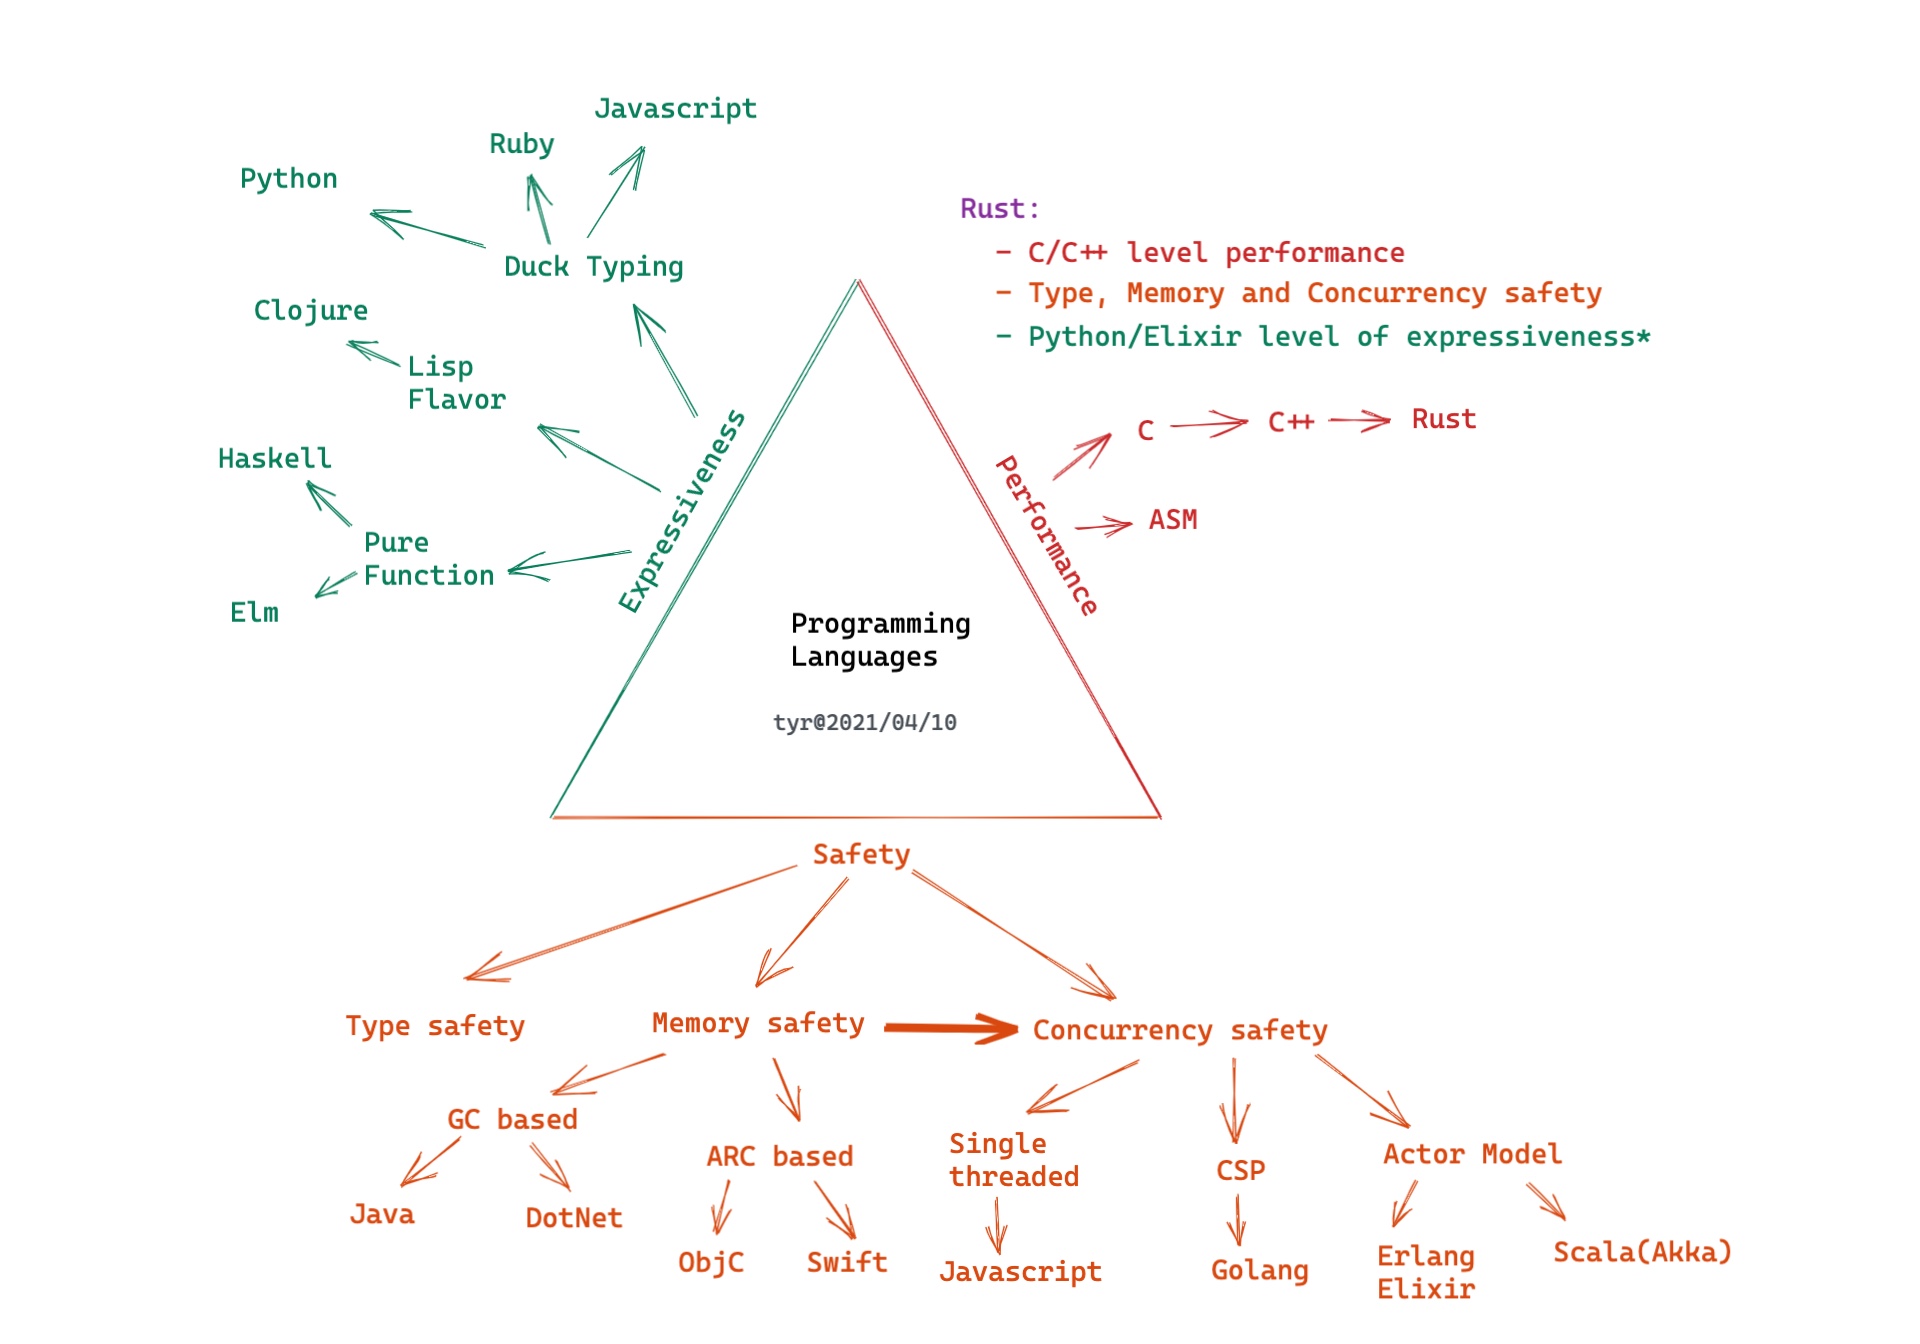 Javascript
Ruby
Python
Duck Typing
Clojure
Lisp
Flavor
Haskell
Pure
Function
Elm
Expressiveness
Rust:
- C/C++ level performance
- Type, Memory and Concurrency safety
- Python/Elixir level of expressiveness*
C
C++
Rust
ASM
Performance
Programming
Languages
tyr@2021/04/10
Safety
Type safety
Memory safety
Concurrency safety
GC based
ARC based
Java
DotNet
ObjC
Swift
Single
threaded
CSP
Actor Model
Javascript
Golang
Erlang
Elixir
Scala(Akka)